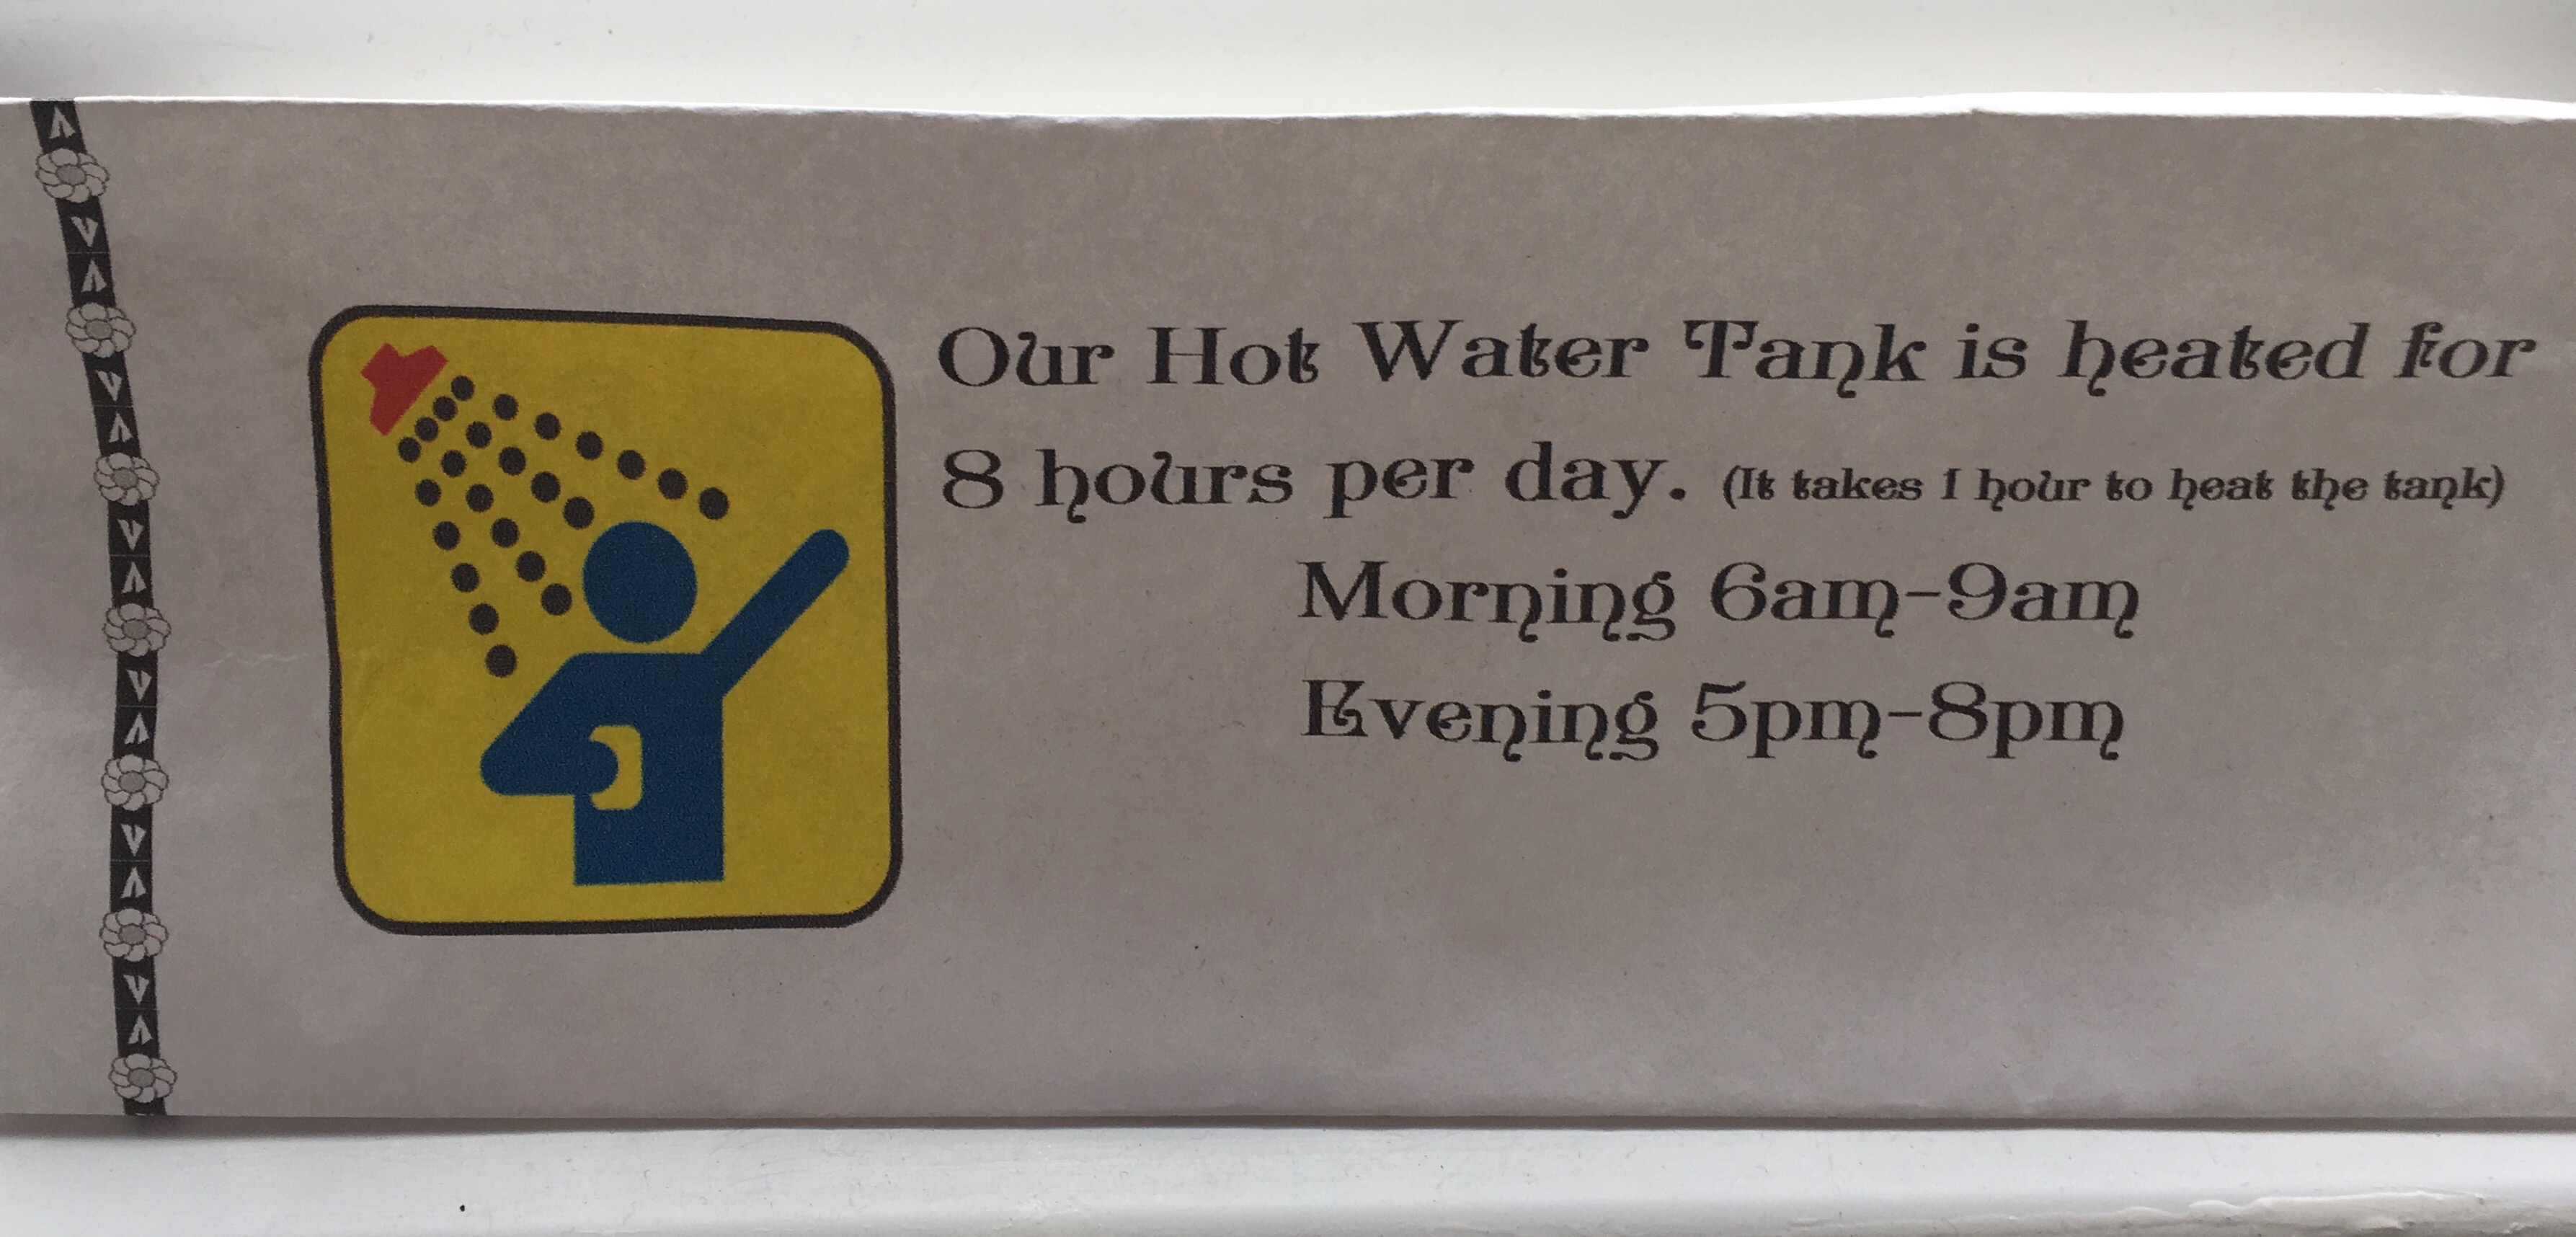 Our Hot Water Tank is heated for
8 hours per day. (It takes 1 hour to heat the tank)
Morning 6am-9am
Evening 5pm-8pm